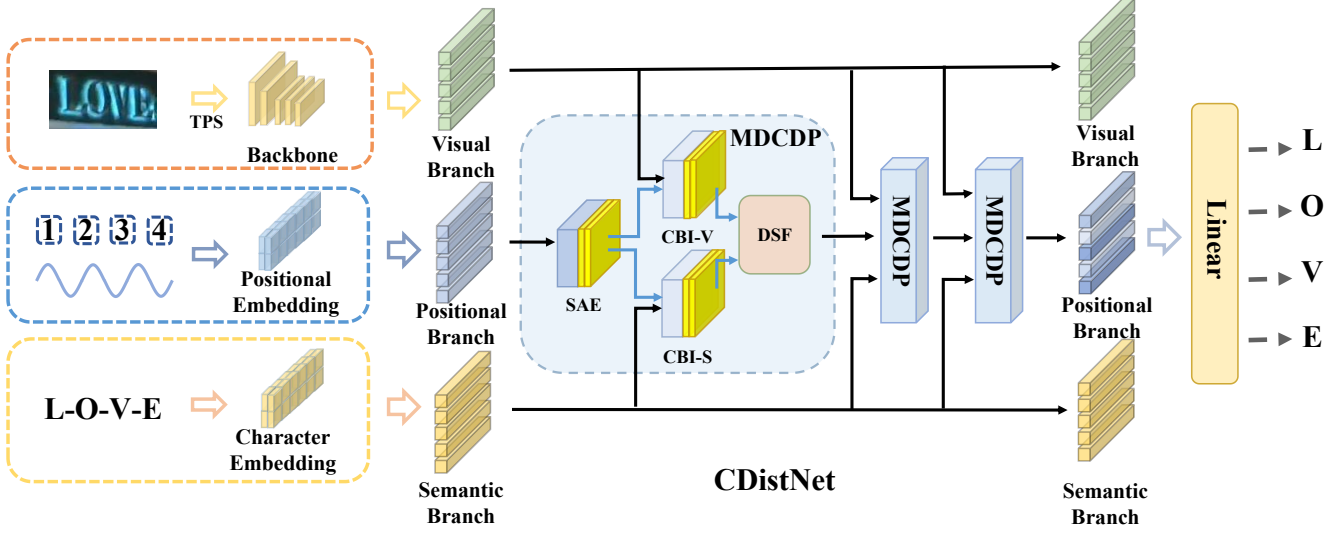 LOVE
TPS
Backbone
Visual
Branch
1 2 3 4
Positional
Embedding
Positional
Branch
L-O-V-E
Character
Embedding
Semantic
Branch
MDCDP
SAE
CBI-V
CBI-S
DSF
MDCDP
MDCDP
CDistNet
Visual
Branch
Positional
Branch
Semantic
Branch
Linear
L
O
V
E